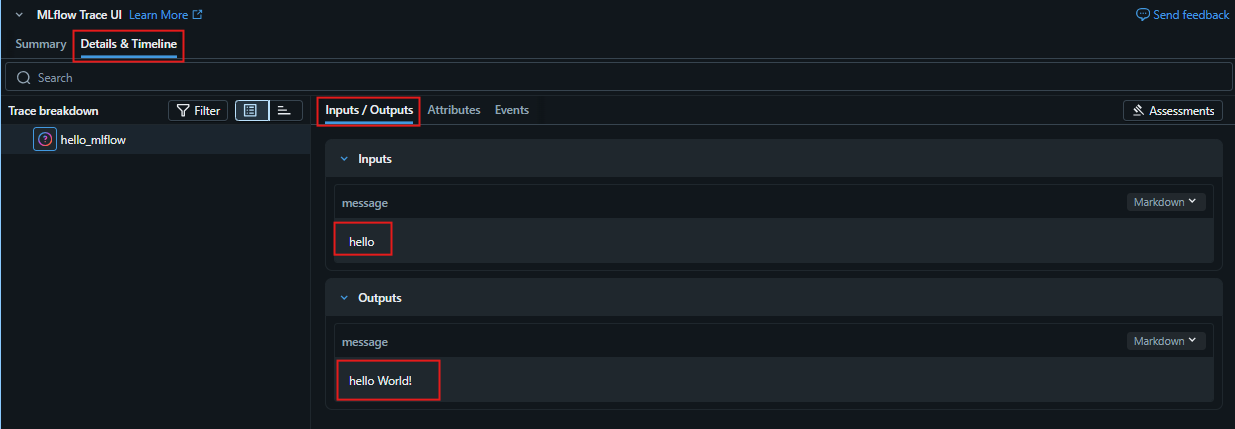 MLflow Trace UI Learn More Send feedback
Summary Details & Timeline
Search
Trace breakdown Filter Inputs / Outputs Attributes Events Assessments
? hello_mlflow
Inputs
message Markdown
hello
Outputs
message Markdown
hello World!